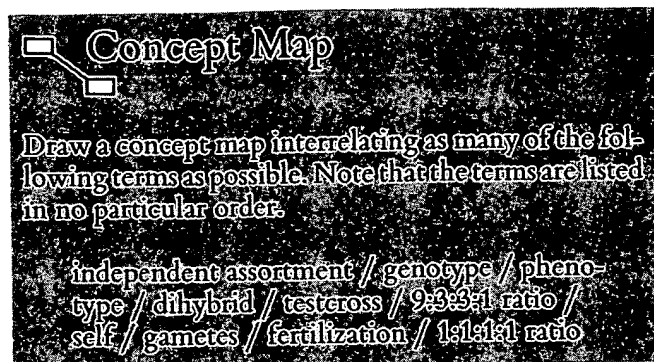 Concept Map
Draw a concept map interrelating as many of the fol-
lowing terms as possible. Note that the terms are listed
in no particular order.
independent assortment / genotype / pheno-
type / dihybrid / testcross / 9:3:3:1 ratio /
self / gametes / fertilization / 1:1:1:1 ratio